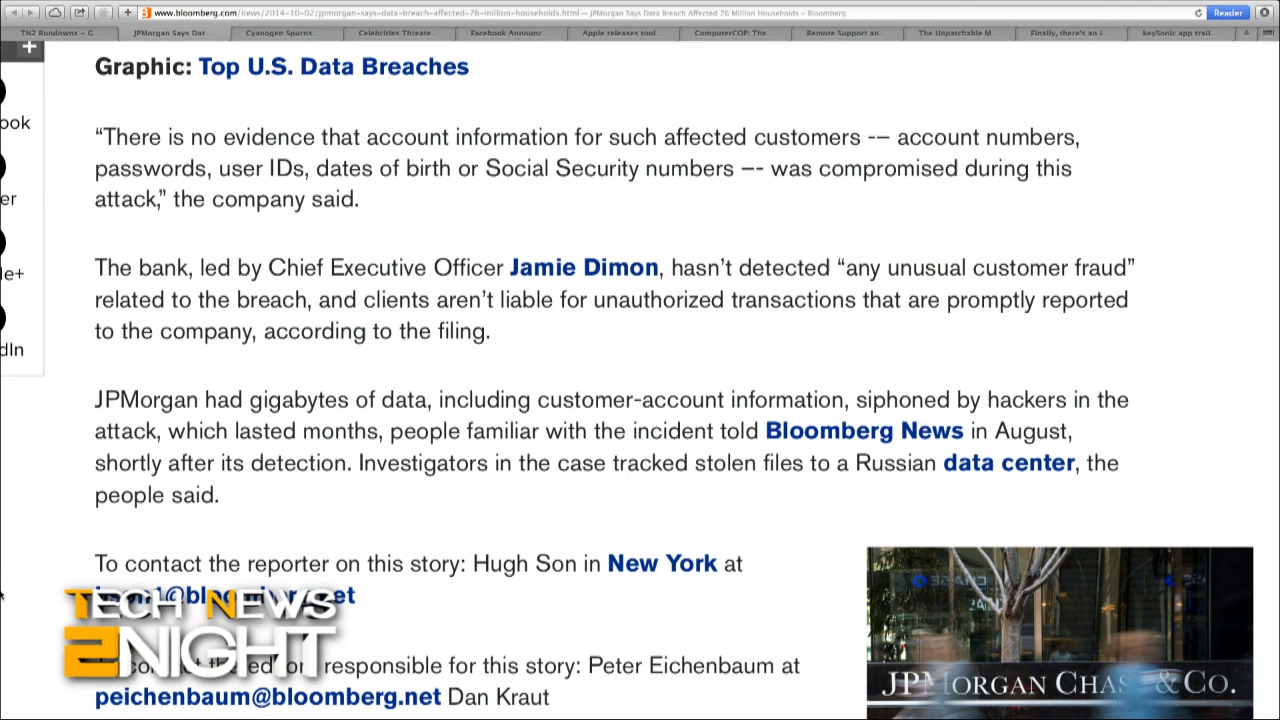 www.bloomberg.com/news/2014-10-02/jpmorgan-says-data-breach-affected-76-million-households.html — JPMorgan Says Data Breach Affected 76 Million Households – Bloomberg
Reader
TN2 Rundowns – G...
JPMorgan Says Dat...
Cyanogen Spurns...
Celebrities Threate...
Facebook Announc...
Apple releases tool...
ComputerCOP: The...
Remote Support an...
The Unpatchable M...
Finally, there's an i...
keySonic app trail...
ook
er
le+
dIn
Graphic: Top U.S. Data Breaches
“There is no evidence that account information for such affected customers -– account numbers,
passwords, user IDs, dates of birth or Social Security numbers –- was compromised during this
attack,” the company said.
The bank, led by Chief Executive Officer Jamie Dimon, hasn’t detected “any unusual customer fraud”
related to the breach, and clients aren’t liable for unauthorized transactions that are promptly reported
to the company, according to the filing.
JPMorgan had gigabytes of data, including customer-account information, siphoned by hackers in the
attack, which lasted months, people familiar with the incident told Bloomberg News in August,
shortly after its detection. Investigators in the case tracked stolen files to a Russian data center, the
people said.
To contact the reporter on this story: Hugh Son in New York at
responsible for this story: Peter Eichenbaum at
peichenbaum@bloomberg.net Dan Kraut
TECH NEWS
2NIGHT
CHASE
JPMORGAN CHASE & CO.